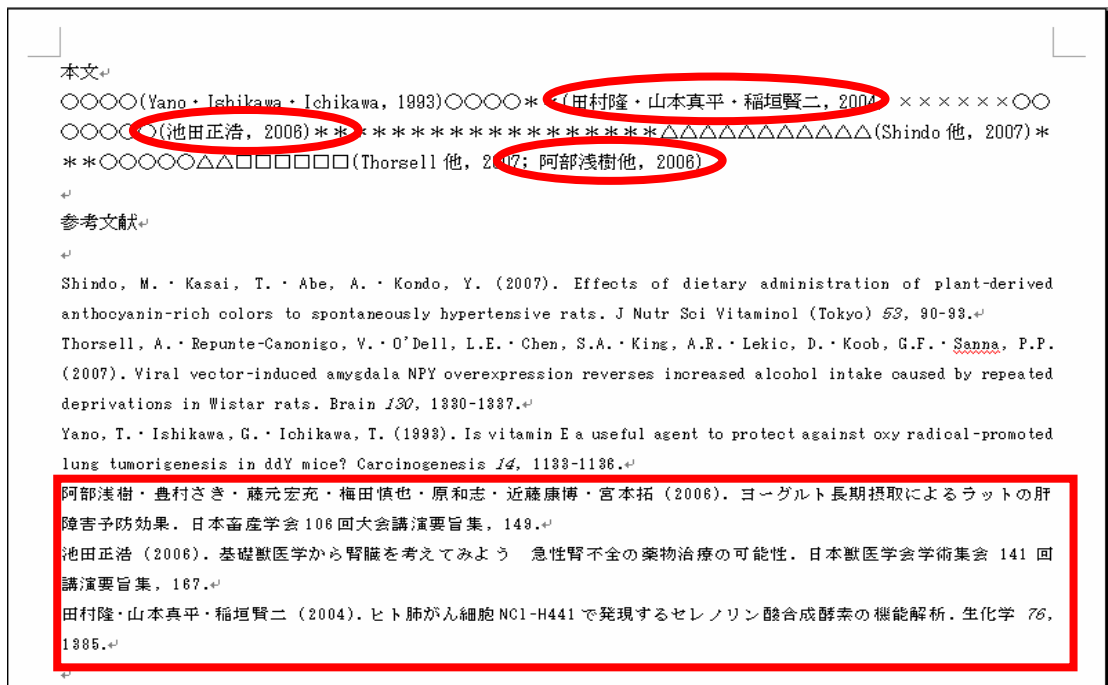 本文
○○○○(Yano・Ishikawa・Ichikawa, 1993)○○○○**(田村隆・山本真平・稲垣賢二, 2004) ××××××○○
○○○○○(池田正浩, 2006)******************△△△△△△△△△△△(Shindo 他, 2007)*
**○○○○○△△□□□□□□(Thorsell 他, 2007; 阿部浅樹他, 2006)
参考文献
Shindo, M.・Kasai, T.・Abe, A.・Kondo, Y. (2007). Effects of dietary administration of plant-derived
anthocyanin-rich colors to spontaneously hypertensive rats. J Nutr Sci Vitaminol (Tokyo) 53, 90-93.
Thorsell, A.・Repunte-Canonigo, V.・O'Dell, L.E.・Chen, S.A.・King, A.R.・Lekic, D.・Koob, G.F.・Sanna, P.P.
(2007). Viral vector-induced amygdala NPY overexpression reverses increased alcohol intake caused by repeated
deprivations in Wistar rats. Brain 130, 1330-1337.
Yano, T.・Ishikawa, G.・Ichikawa, T. (1993). Is vitamin E a useful agent to protect against oxy radical-promoted
lung tumorigenesis in ddY mice? Carcinogenesis 14, 1133-1136.
阿部浅樹・豊村さき・藤元宏充・梅田慎也・原和志・近藤康博・宮本拓 (2006). ヨーグルト長期摂取によるラットの肝
障害予防効果. 日本畜産学会 106 回大会講演要旨集, 149.
池田正浩 (2006). 基礎獣医学から腎臓を考えてみよう 急性腎不全の薬物治療の可能性. 日本獣医学会学術集会 141 回
講演要旨集, 167.
田村隆・山本真平・稲垣賢二 (2004). ヒト肺がん細胞 NCl-H441 で発現するセレノリン酸合成酵素の機能解析. 生化学 76,
1385.